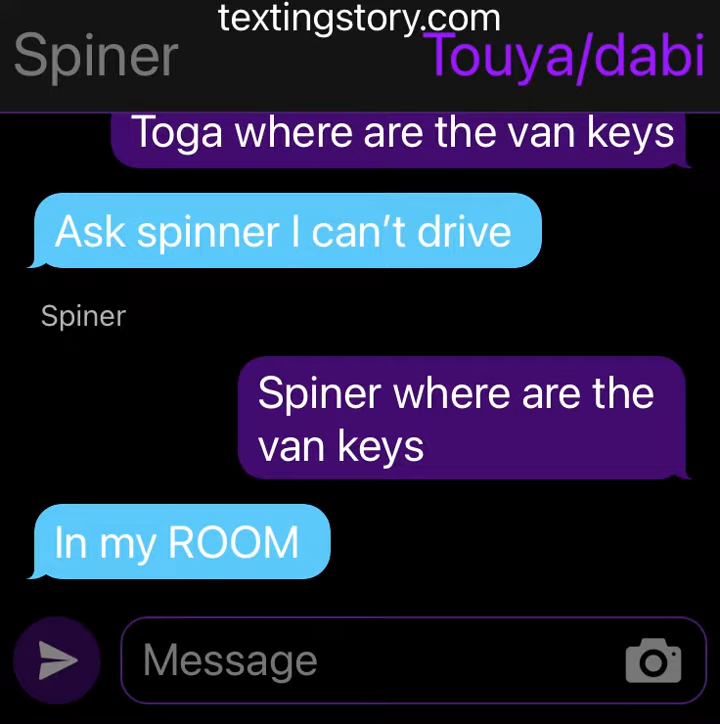 textingstory.com
Spiner
Touya/dabi
Toga where are the van keys
Ask spinner I can’t drive
Spiner
Spiner where are the
van keys
In my ROOM
Message